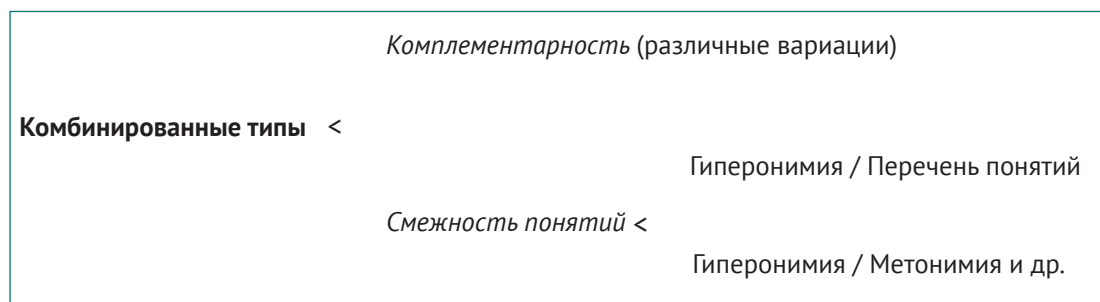 Комплементарность (различные вариации)
Комбинированные типы <
Гиперонимия / Перечень понятий
Смежность понятий <
Гиперонимия / Метонимия и др.